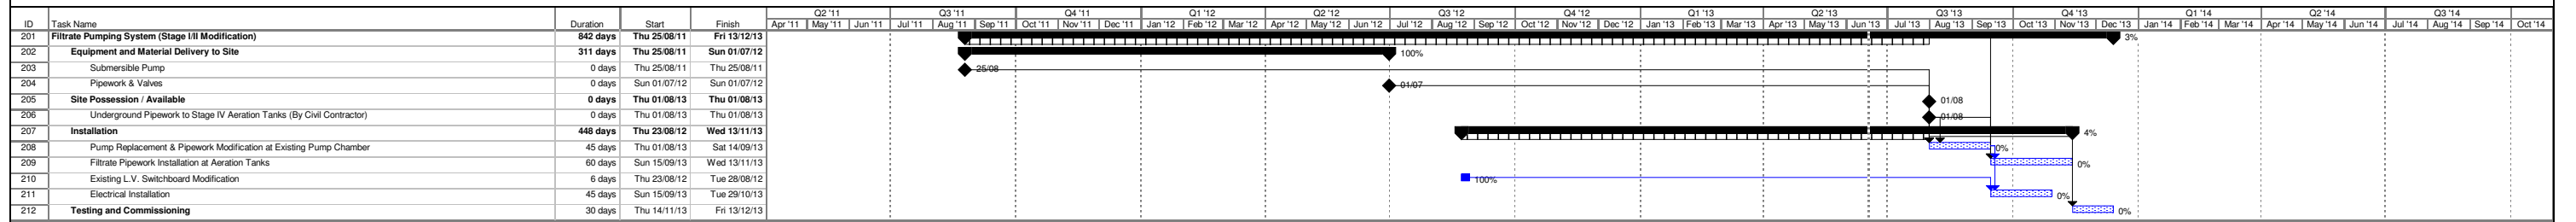 Q2 '11 Q3 '11 Q4 '11 Q1 '12 Q2 '12 Q3 '12 Q4 '12 Q1 '13 Q2 '13 Q3 '13 Q4 '13 Q1 '14 Q2 '14 Q3 '14
ID Task Name Duration Start Finish Apr '11 May '11 Jun '11 Jul '11 Aug '11 Sep '11 Oct '11 Nov '11 Dec '11 Jan '12 Feb '12 Mar '12 Apr '12 May '12 Jun '12 Jul '12 Aug '12 Sep '12 Oct '12 Nov '12 Dec '12 Jan '13 Feb '13 Mar '13 Apr '13 May '13 Jun '13 Jul '13 Aug '13 Sep '13 Oct '13 Nov '13 Dec '13 Jan '14 Feb '14 Mar '14 Apr '14 May '14 Jun '14 Jul '14 Aug '14 Sep '14 Oct '14
201 Filtrate Pumping System (Stage I/II Modification) 842 days Thu 25/08/11 Fri 13/12/13 3%
202 Equipment and Material Delivery to Site 311 days Thu 25/08/11 Sun 01/07/12 100%
203 Submersible Pump 0 days Thu 25/08/11 Thu 25/08/11 25/08
204 Pipework & Valves 0 days Sun 01/07/12 Sun 01/07/12 01/07
205 Site Possession / Available 0 days Thu 01/08/13 Thu 01/08/13 01/08
206 Underground Pipework to Stage IV Aeration Tanks (By Civil Contractor) 0 days Thu 01/08/13 Thu 01/08/13 01/08
207 Installation 448 days Thu 23/08/12 Wed 13/11/13 4%
208 Pump Replacement & Pipework Modification at Existing Pump Chamber 45 days Thu 01/08/13 Sat 14/09/13 0%
209 Filtrate Pipework Installation at Aeration Tanks 60 days Sun 15/09/13 Wed 13/11/13 0%
210 Existing L.V. Switchboard Modification 6 days Thu 23/08/12 Tue 28/08/12 100%
211 Electrical Installation 45 days Sun 15/09/13 Tue 29/10/13 0%
212 Testing and Commissioning 30 days Thu 14/11/13 Fri 13/12/13 0%